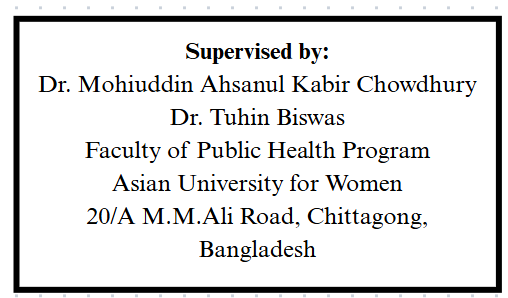 Supervised by:
Dr. Mohiuddin Ahsanul Kabir Chowdhury
Dr. Tuhin Biswas
Faculty of Public Health Program
Asian University for Women
20/A M.M.Ali Road, Chittagong,
Bangladesh